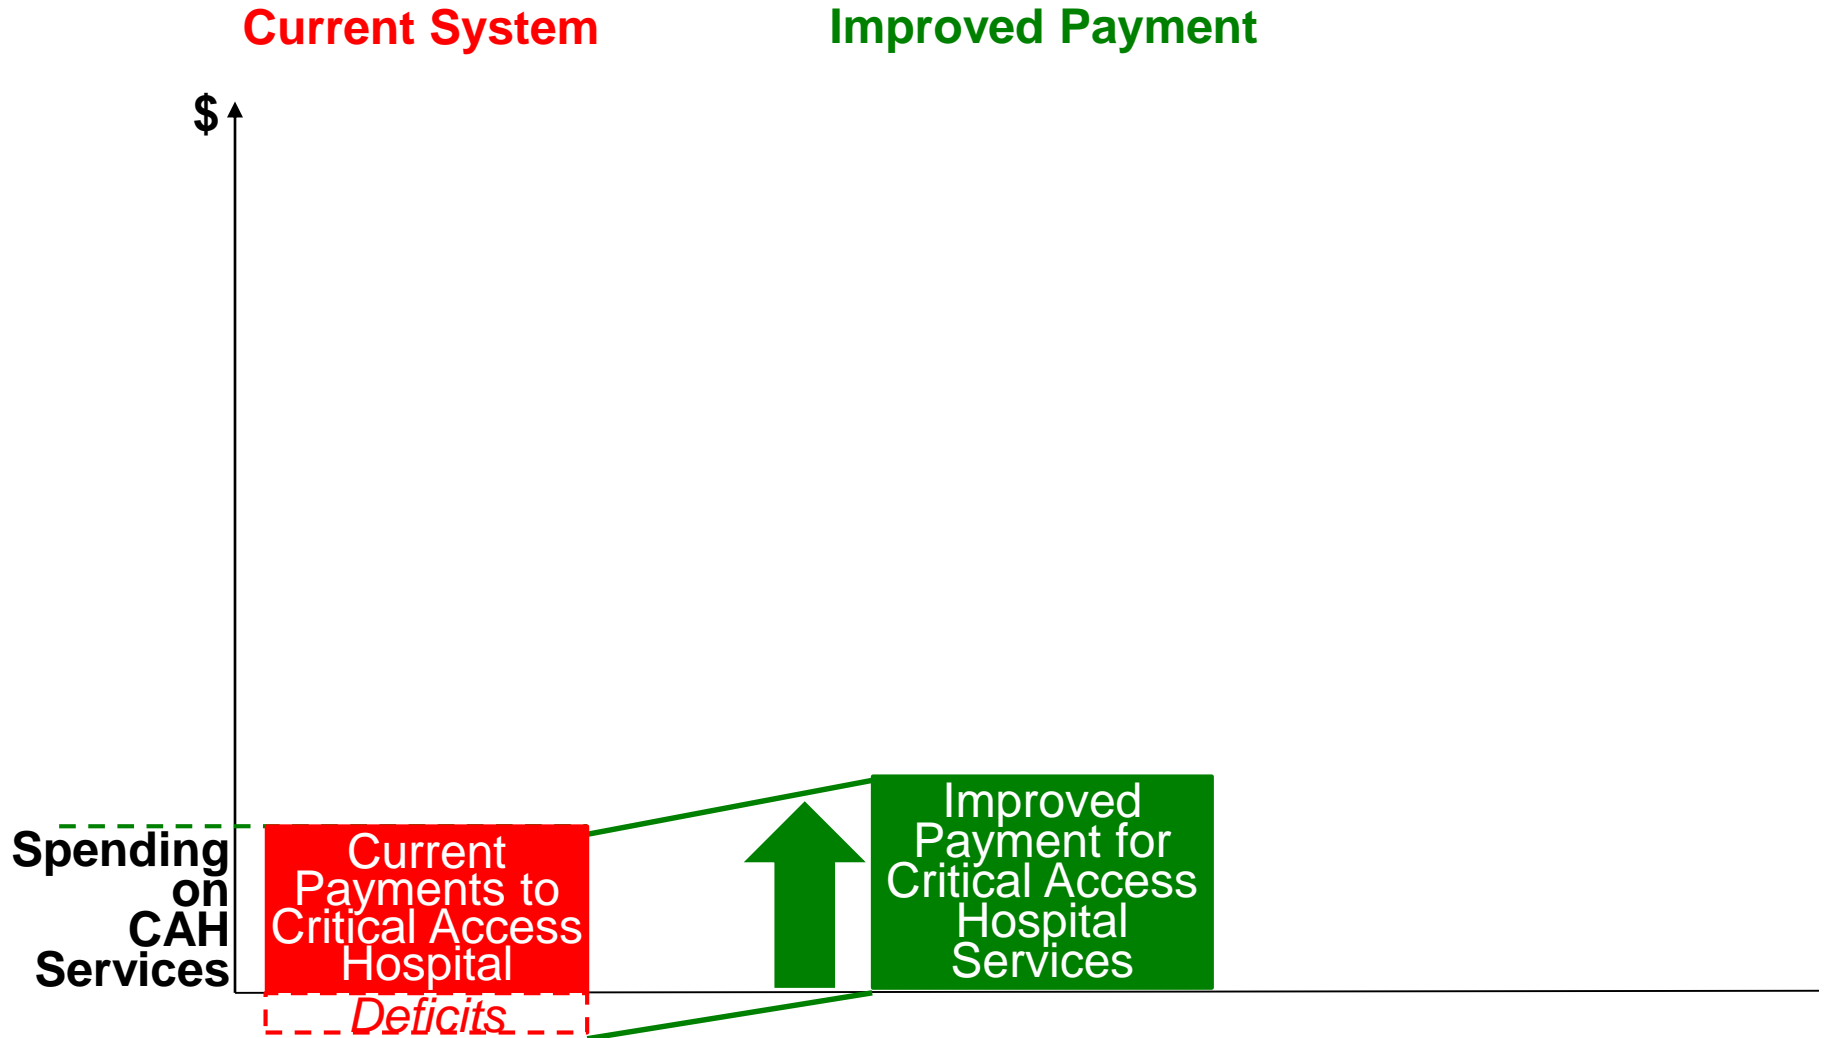 Current System
Improved Payment
$
Spending
on
CAH
Services
Current
Payments to
Critical Access
Hospital
Deficits
Improved
Payment for
Critical Access
Hospital
Services